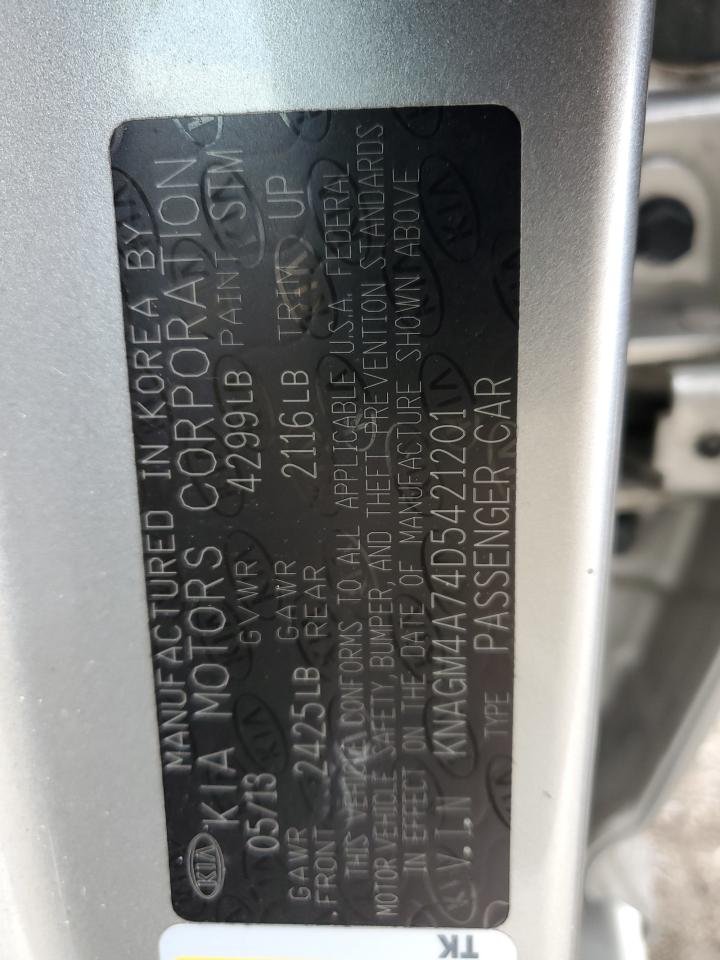 MANUFACTURED IN KOREA BY
KIA KIA MOTORS CORPORATION
05/13 GVWR 4299LB PAINT STM
GAWR FRONT 2425LB GAWR REAR 2116LB TRIM UP
THIS VEHICLE CONFORMS TO ALL APPLICABLE U.S.A. FEDERAL
MOTOR VEHICLE SAFETY, BUMPER, AND THEFT PREVENTION STANDARDS
IN EFFECT ON THE DATE OF MANUFACTURE SHOWN ABOVE
V.I.N KNAGM4A74D5421201
TYPE PASSENGER CAR
TK